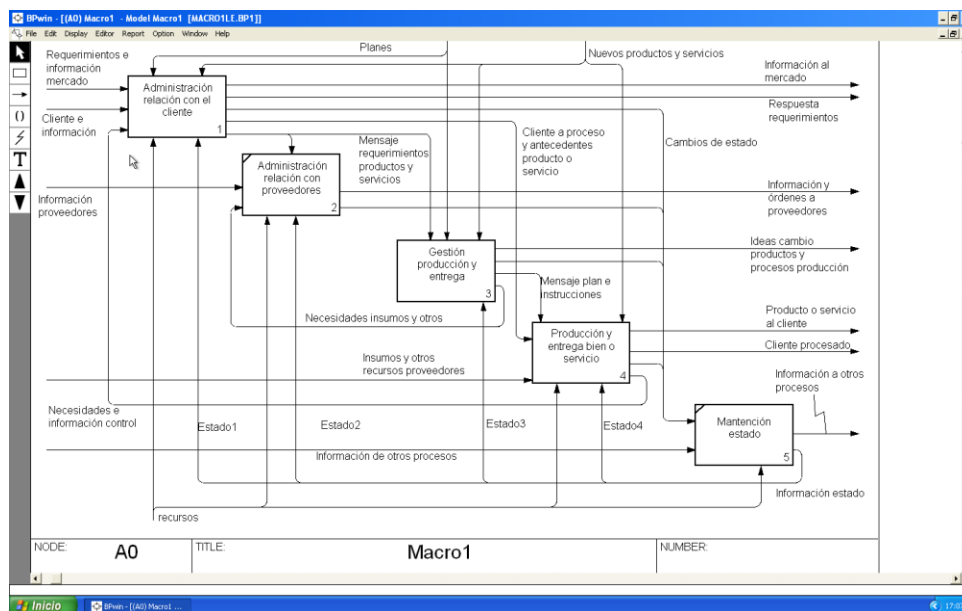 BPwin - [(A0) Macro1 - Model Macro1 [MACRO1LE.BP1]]
File Edit Display Editor Report Option Window Help
Planes
Nuevos productos y servicios
Requerimientos e
información
mercado
Información al
mercado
Administración
relación con el
cliente
1
Respuesta
requerimientos
Cliente e
información
Mensaje
requerimientos
productos y
servicios
Cliente a proceso
y antecedentes
producto o
servicio
Cambios de estado
Administración
relación con
proveedores
2
Información
proveedores
Información y
órdenes a
proveedores
Gestión
producción y
entrega
3
Ideas cambio
productos y
procesos producción
Mensaje plan e
instrucciones
Necesidades insumos y otros
Producto o servicio
al cliente
Producción y
entrega bien o
servicio
4
Cliente procesado
Insumos y otros
recursos proveedores
Información a otros
procesos
Necesidades e
información control
Estado1
Estado2
Estado3
Estado4
Mantención
estado
5
Información de otros procesos
Información estado
recursos
NODE:
A0
TITLE:
Macro1
NUMBER:
Inicio
BPwin - [(A0) Macro1 ...